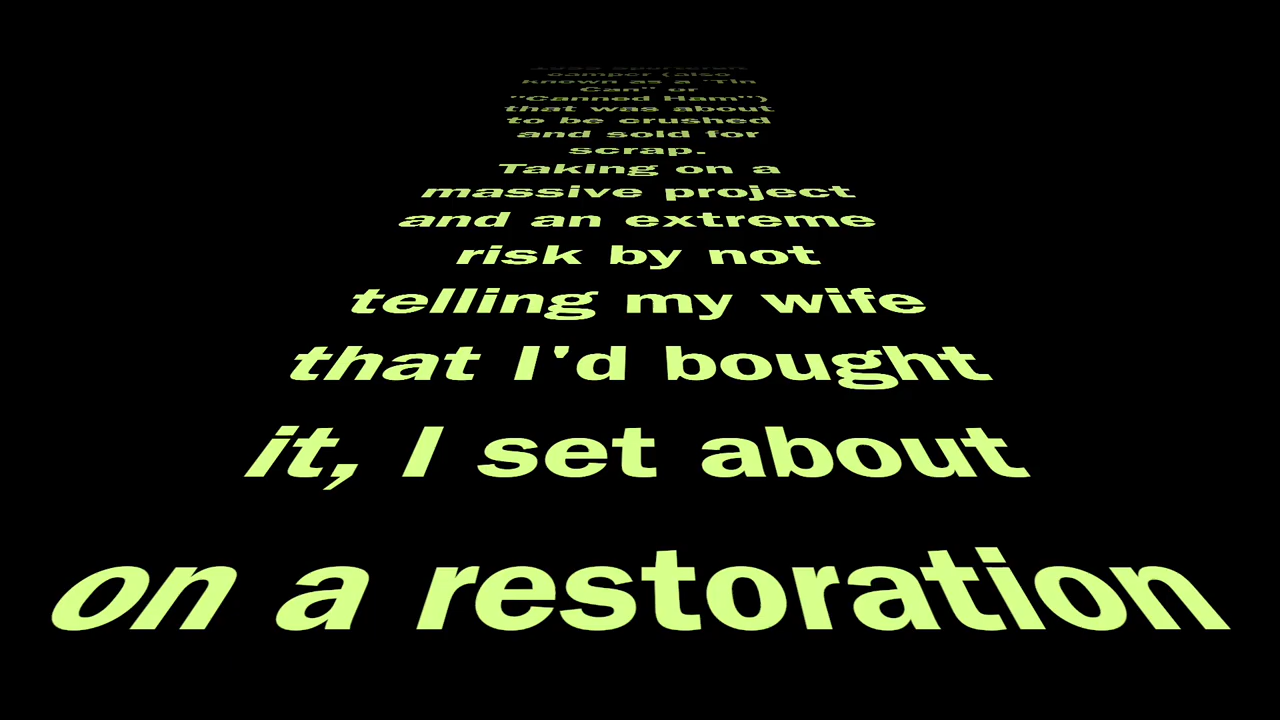 camper (also
known as a "Tin
Can" or
"Canned Ham")
that was about
to be crushed
and sold for
scrap.
Taking on a
massive project
and an extreme
risk by not
telling my wife
that I'd bought
it, I set about
on a restoration